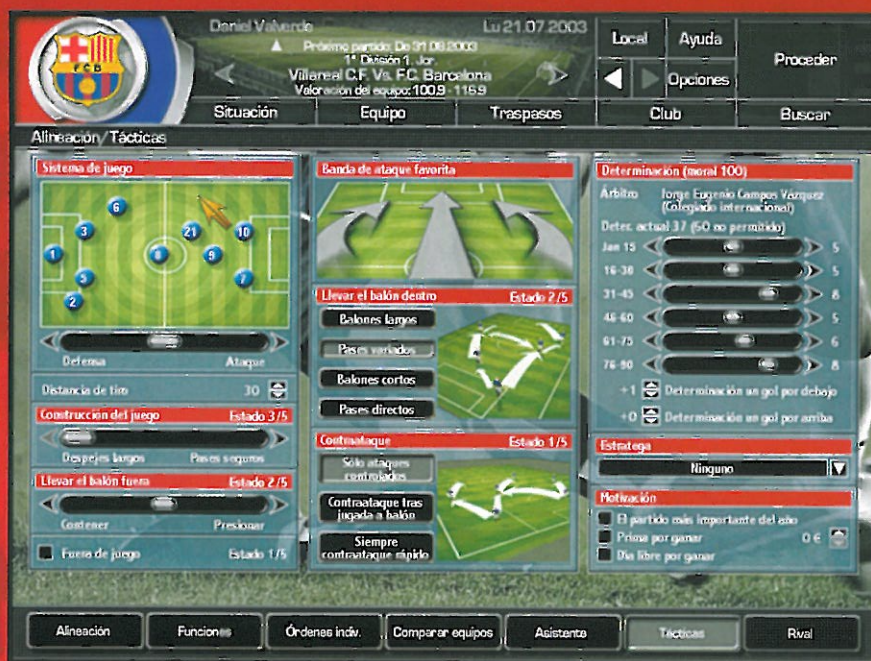 FCB
Daniel Valverde
Lu 21.07.2003
Próximo partido: Do 31.08.2003
1ª División 1. Jor.
Villareal C.F. Vs. F.C. Barcelona
Valoración del equipo: 100.9 - 115.9
Local
Ayuda
Opciones
Proceder
Situación
Equipo
Traspasos
Club
Buscar
Alineación/Tácticas
Sistema de juego
6
3
21
10
1
8
9
5
7
2
Defensa
Ataque
Distancia de tiro
30
Construcción del juego
Estado 3/5
Despejes largos
Pases seguros
Llevar el balón fuera
Estado 2/5
Contener
Presionar
Fuera de juego
Estado 1/5
Banda de ataque favorita
Llevar el balón dentro
Estado 2/5
Balones largos
Pases variados
Balones cortos
Pases directos
Contraataque
Estado 1/5
Sólo ataques
controlados
Contraataque tras
jugada a balón
Siempre
contraataque rápido
Determinación (moral 100)
Árbitro
Jorge Eugenio Campos Vázquez
(Colegiado internacional)
Deter. actual 37 (50 no permitido)
Jan 15
5
16-30
5
31-45
8
46-60
5
61-75
6
76-90
8
+1
Determinación un gol por debajo
+0
Determinación un gol por arriba
Estratega
Ninguno
Motivación
El partido más importante del año
Prima por ganar
0 €
Día libre por ganar
Alineación
Funciones
Órdenes indiv.
Comparar equipos
Asistente
Tácticas
Rival